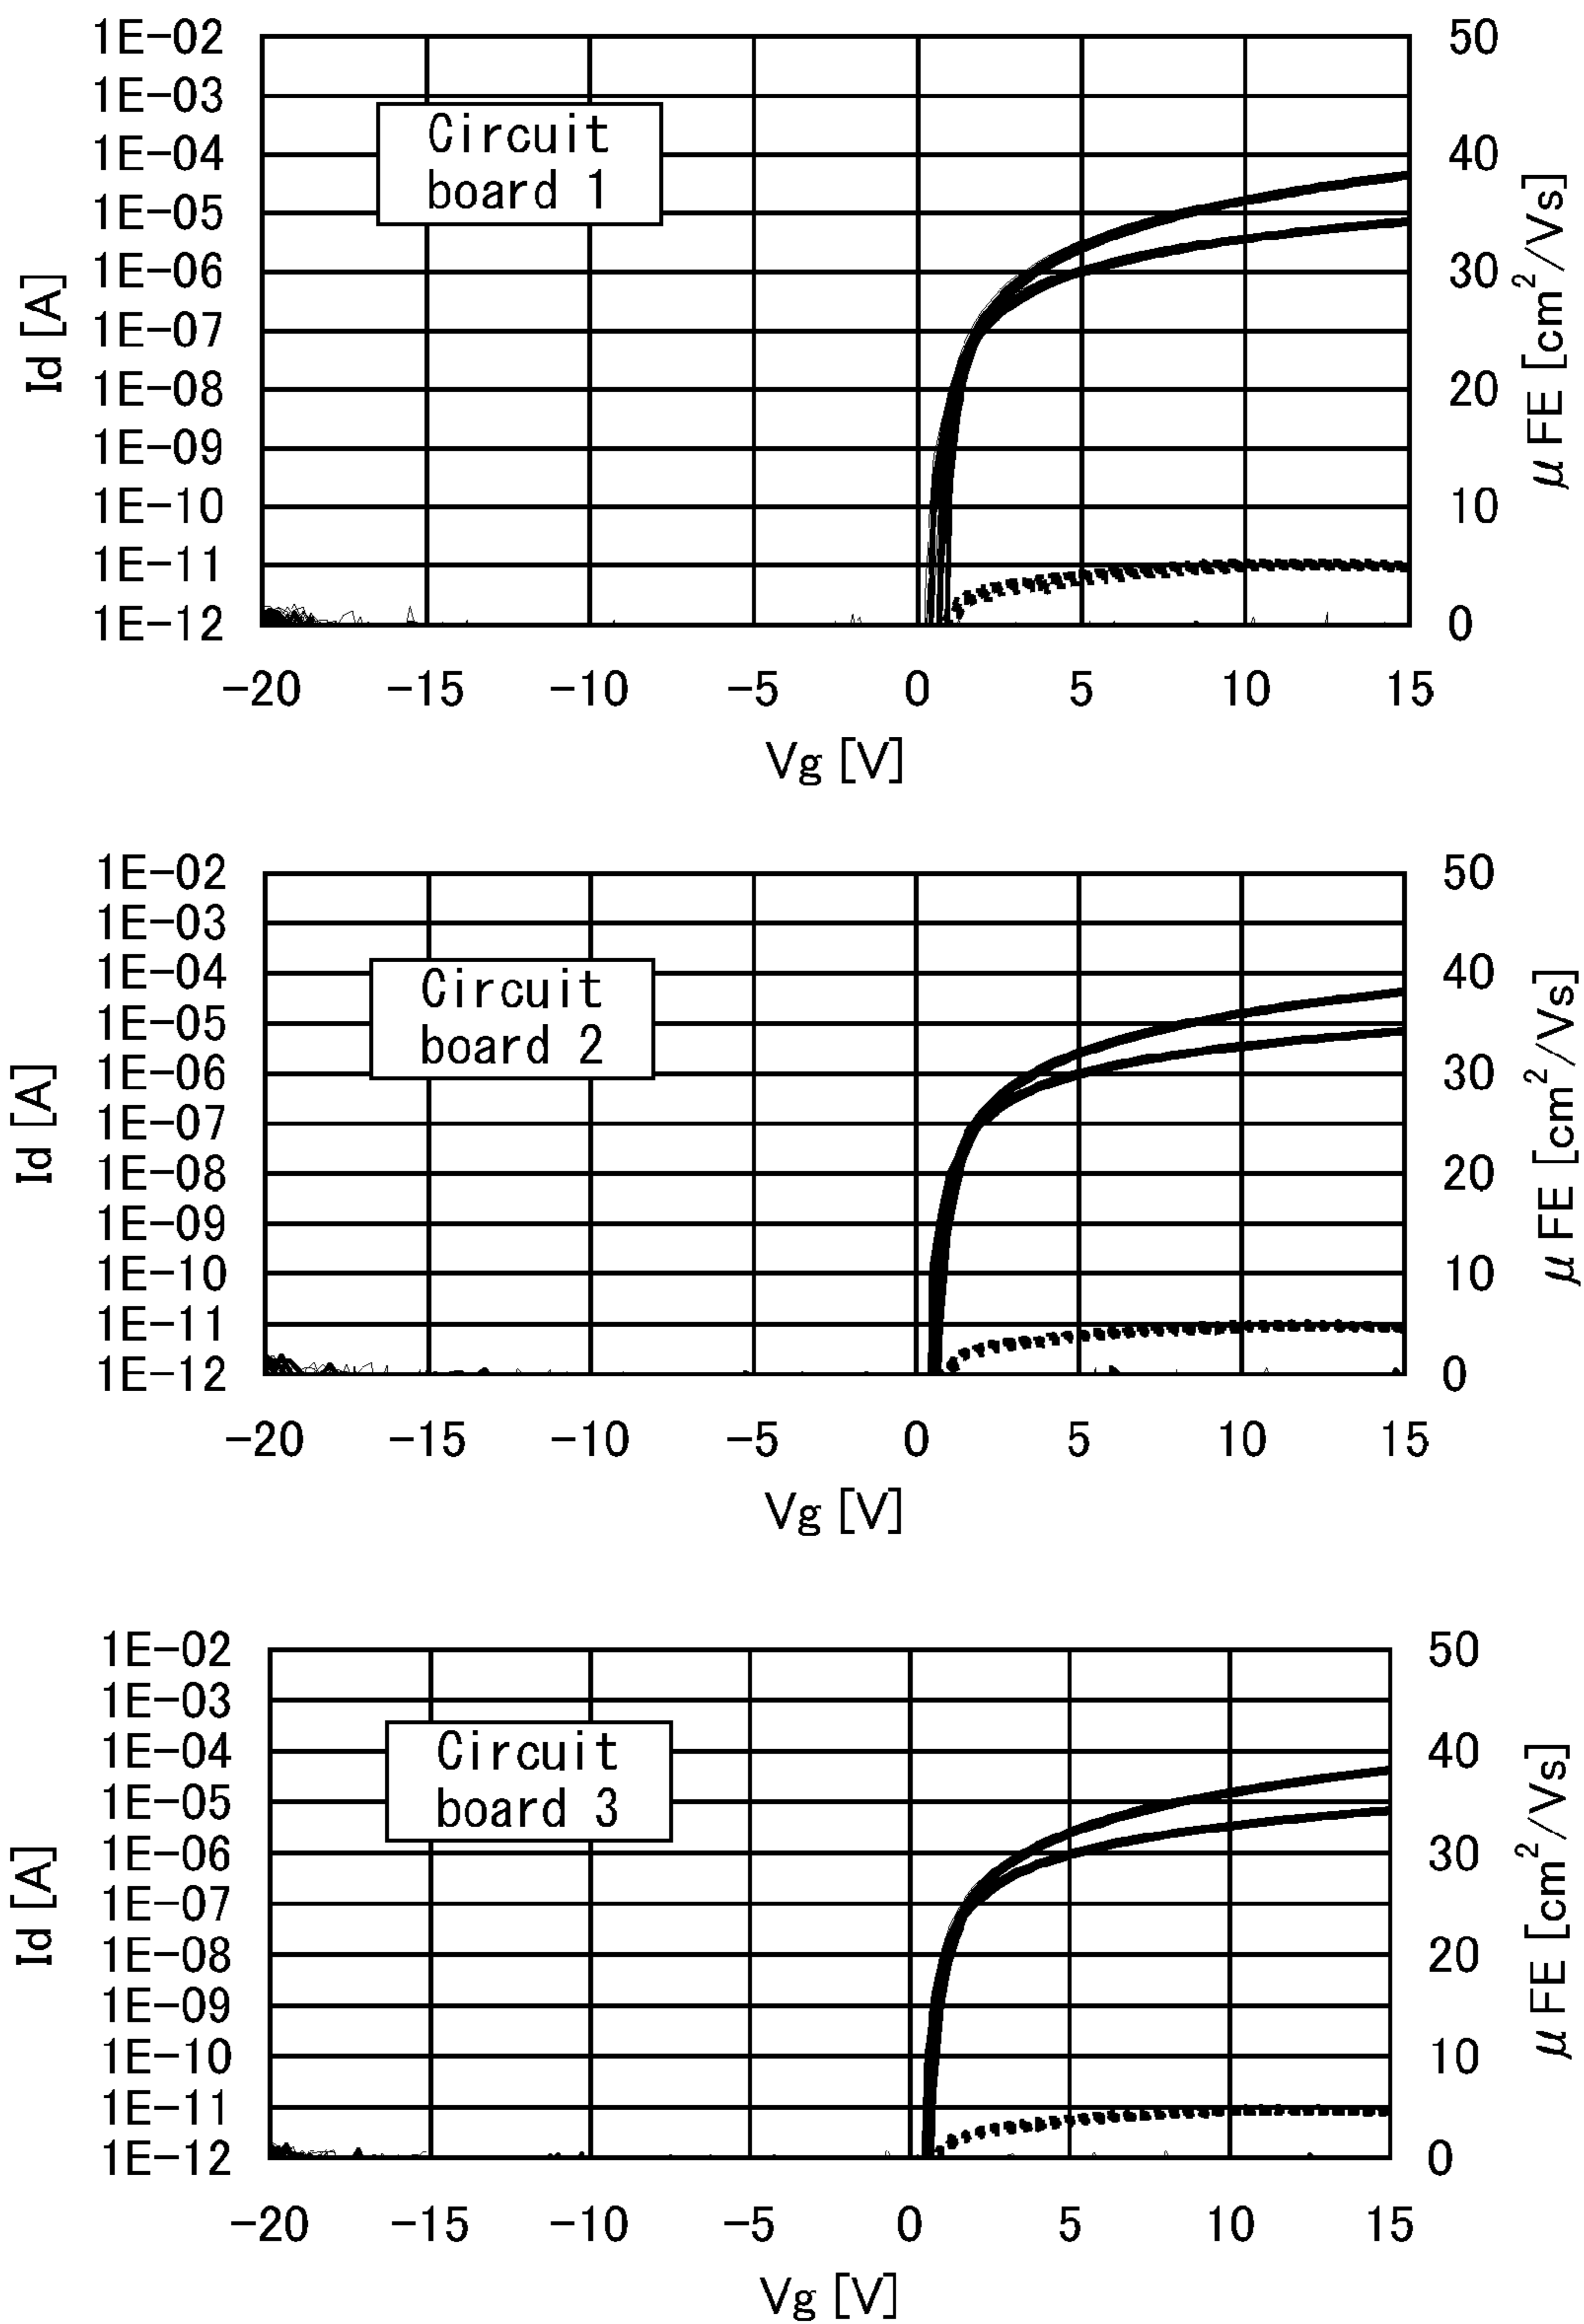 1E-02
1E-03
1E-04
1E-05
1E-06
1E-07
1E-08
1E-09
1E-10
1E-11
1E-12
Id [A]
Circuit
board 1
50
40
30
20
10
0
μ FE [cm²/Vs]
-20 -15 -10 -5 0 5 10 15
Vg [V]
1E-02
1E-03
1E-04
1E-05
1E-06
1E-07
1E-08
1E-09
1E-10
1E-11
1E-12
Id [A]
Circuit
board 2
50
40
30
20
10
0
μ FE [cm²/Vs]
-20 -15 -10 -5 0 5 10 15
Vg [V]
1E-02
1E-03
1E-04
1E-05
1E-06
1E-07
1E-08
1E-09
1E-10
1E-11
1E-12
Id [A]
Circuit
board 3
50
40
30
20
10
0
μ FE [cm²/Vs]
-20 -15 -10 -5 0 5 10 15
Vg [V]